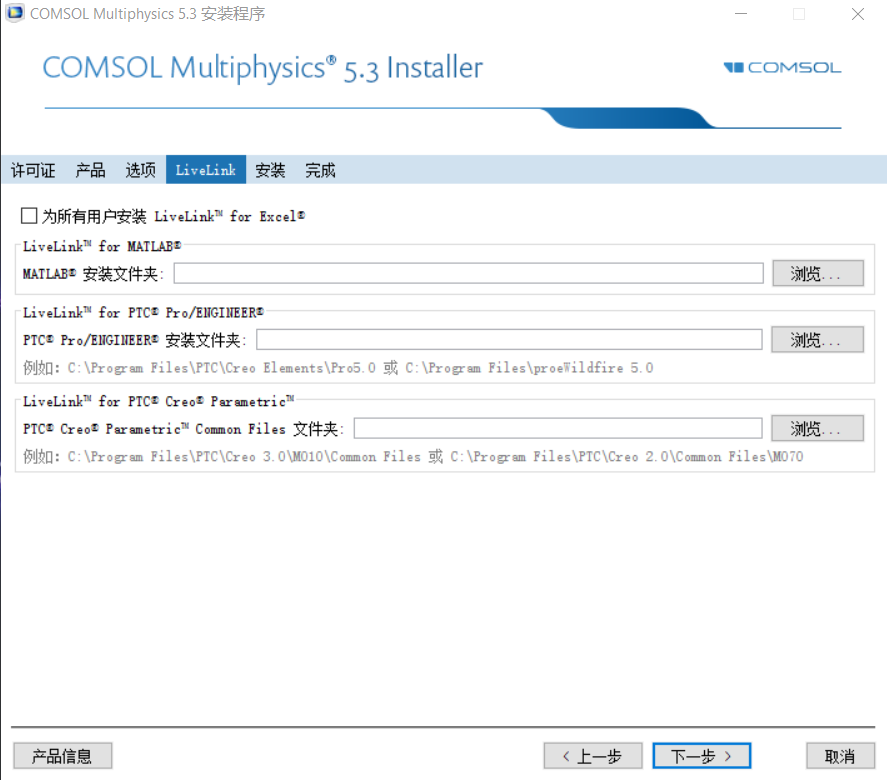 COMSOL Multiphysics 5.3 安装程序
COMSOL Multiphysics® 5.3 Installer
COMSOL
许可证 产品 选项 LiveLink 安装 完成
为所有用户安装 LiveLink™ for Excel®
LiveLink™ for MATLAB®
MATLAB® 安装文件夹: 浏览...
LiveLink™ for PTC® Pro/ENGINEER®
PTC® Pro/ENGINEER® 安装文件夹: 浏览...
例如: C:\Program Files\PTC\Creo Elements\Pro5.0 或 C:\Program Files\proeWildfire 5.0
LiveLink™ for PTC® Creo® Parametric™
PTC® Creo® Parametric™ Common Files 文件夹: 浏览...
例如: C:\Program Files\PTC\Creo 3.0\M010\Common Files 或 C:\Program Files\PTC\Creo 2.0\Common Files\M070
产品信息 < 上一步 下一步 > 取消